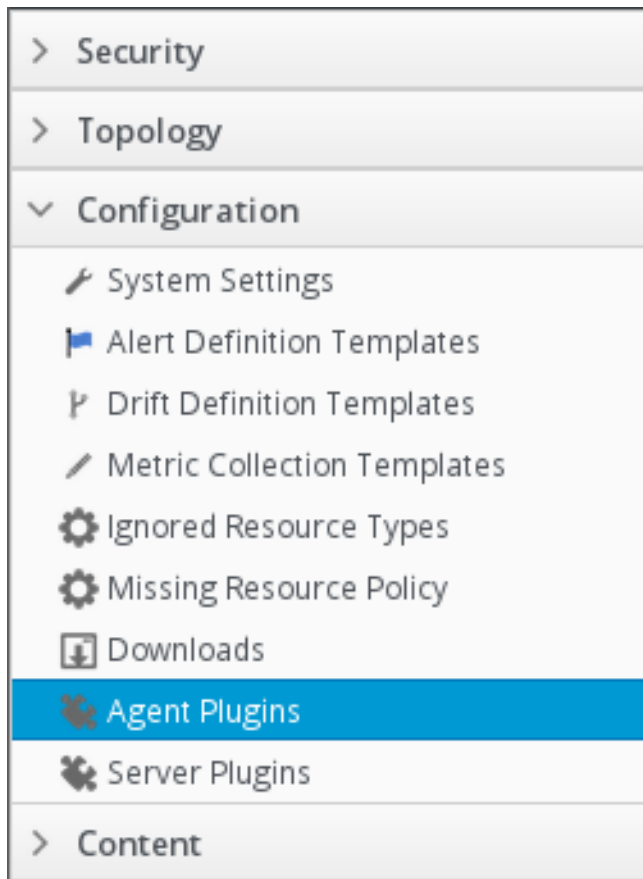 Security
Topology
Configuration
System Settings
Alert Definition Templates
Drift Definition Templates
Metric Collection Templates
Ignored Resource Types
Missing Resource Policy
Downloads
Agent Plugins
Server Plugins
Content